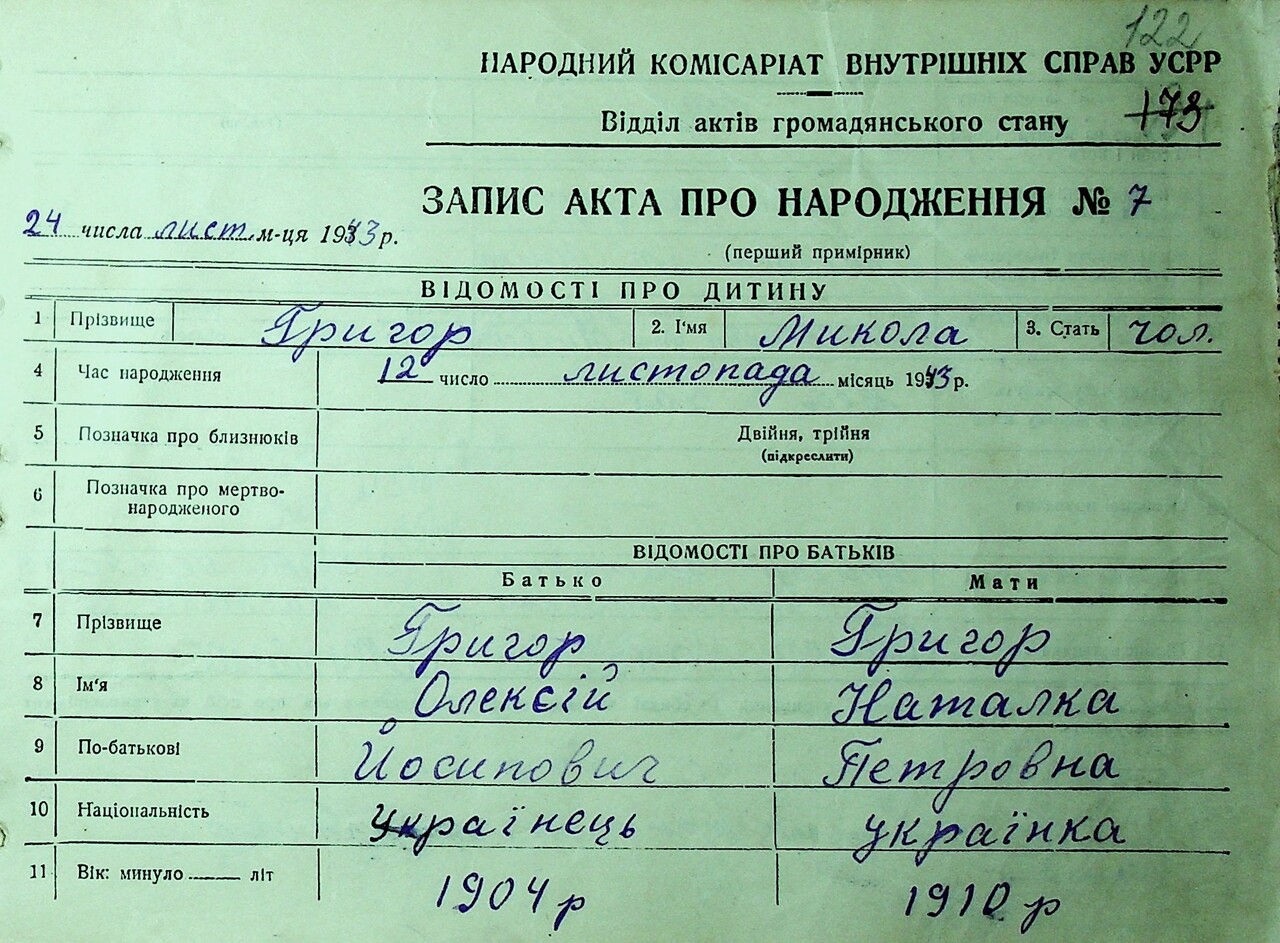 122
НАРОДНИЙ КОМІСАРІАТ ВНУТРІШНІХ СПРАВ УСРР
Відділ актів громадянського стану 173
ЗАПИС АКТА ПРО НАРОДЖЕННЯ № 7
24 числа лист. м-ця 1943 р.
(перший примірник)
ВІДОМОСТІ ПРО ДИТИНУ
1 Прізвище Григор 2. І'мя Микола 3. Стать чол.
4 Час народження 12 число листопада місяць 1943 р.
5 Позначка про близнюків Двійня, трійня
(підкреслити)
6 Позначка про мертво-
народженого
ВІДОМОСТІ ПРО БАТЬКІВ
Батько Мати
7 Прізвище Григор Григор
8 Ім'я Олексій Наталка
9 По-батькові Йосипович Петровна
10 Національність українець українка
11 Вік: минуло ____ літ 1904 р 1910 р